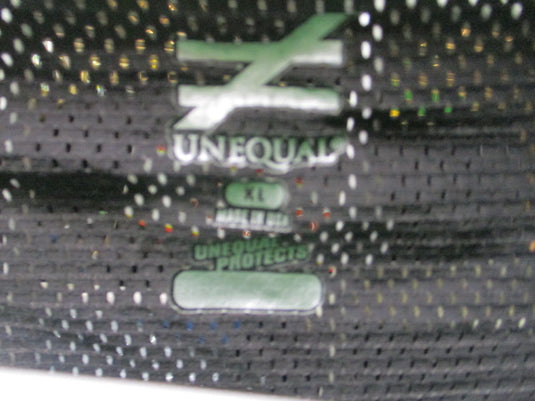 UNEQUAL
XL
MADE IN USA
UNEQUAL
PROTECTS